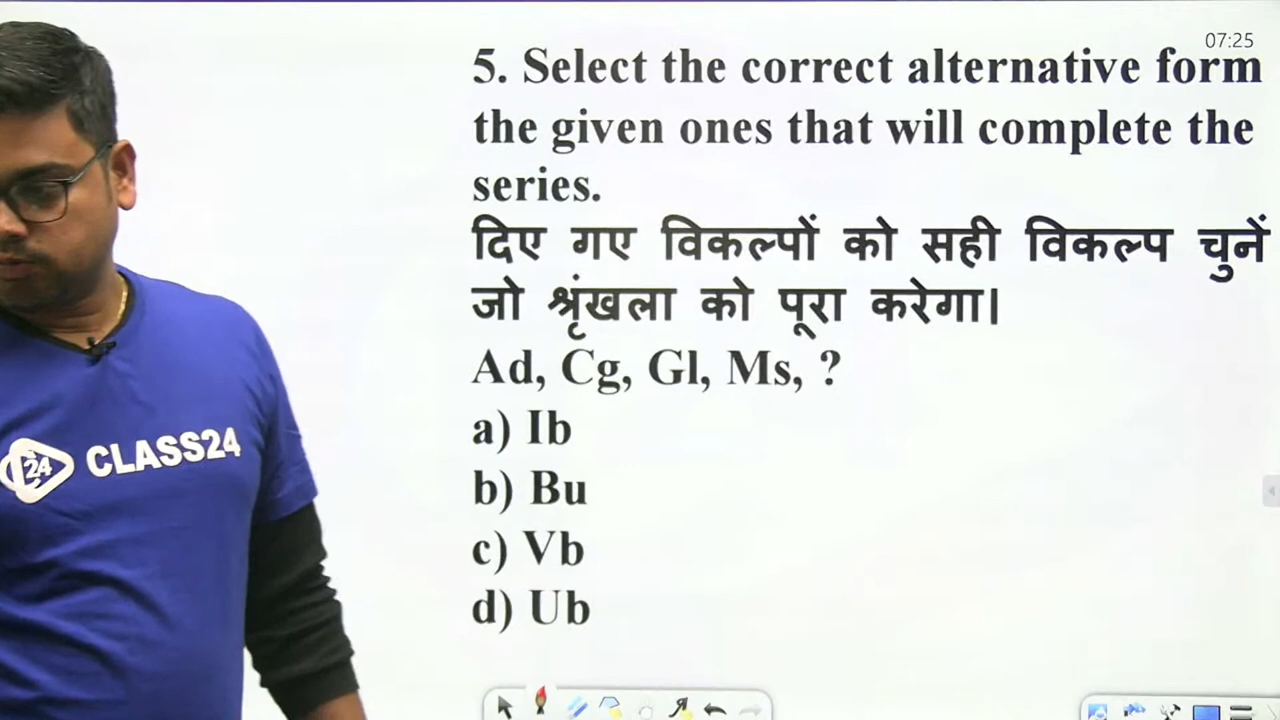 07:25
5. Select the correct alternative form
the given ones that will complete the
series.
दिए गए विकल्पों को सही विकल्प चुनें
जो श्रृंखला को पूरा करेगा।
Ad, Cg, Gl, Ms, ?
a) Ib
b) Bu
c) Vb
d) Ub
24 CLASS24